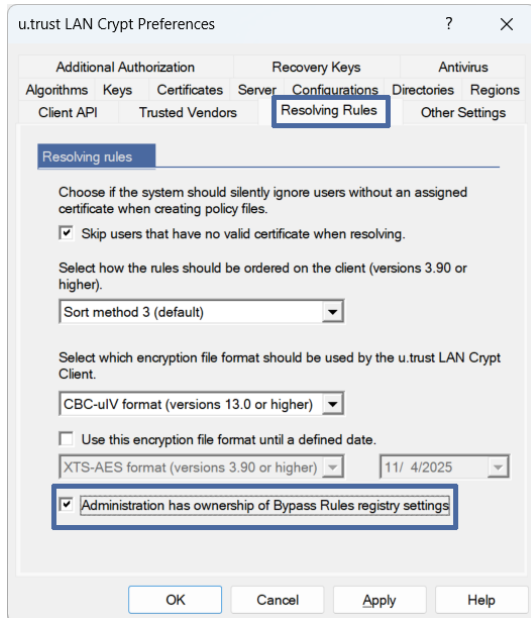 u.trust LAN Crypt Preferences ? X
Additional Authorization Recovery Keys Antivirus
Algorithms Keys Certificates Server Configurations Directories Regions
Client API Trusted Vendors Resolving Rules Other Settings
Resolving rules
Choose if the system should silently ignore users without an assigned
certificate when creating policy files.
Skip users that have no valid certificate when resolving.
Select how the rules should be ordered on the client (versions 3.90 or
higher).
Sort method 3 (default)
Select which encryption file format should be used by the u.trust LAN Crypt
Client.
CBC-uIV format (versions 13.0 or higher)
Use this encryption file format until a defined date.
XTS-AES format (versions 3.90 or higher) 11/ 4/2025
Administration has ownership of Bypass Rules registry settings
OK Cancel Apply Help